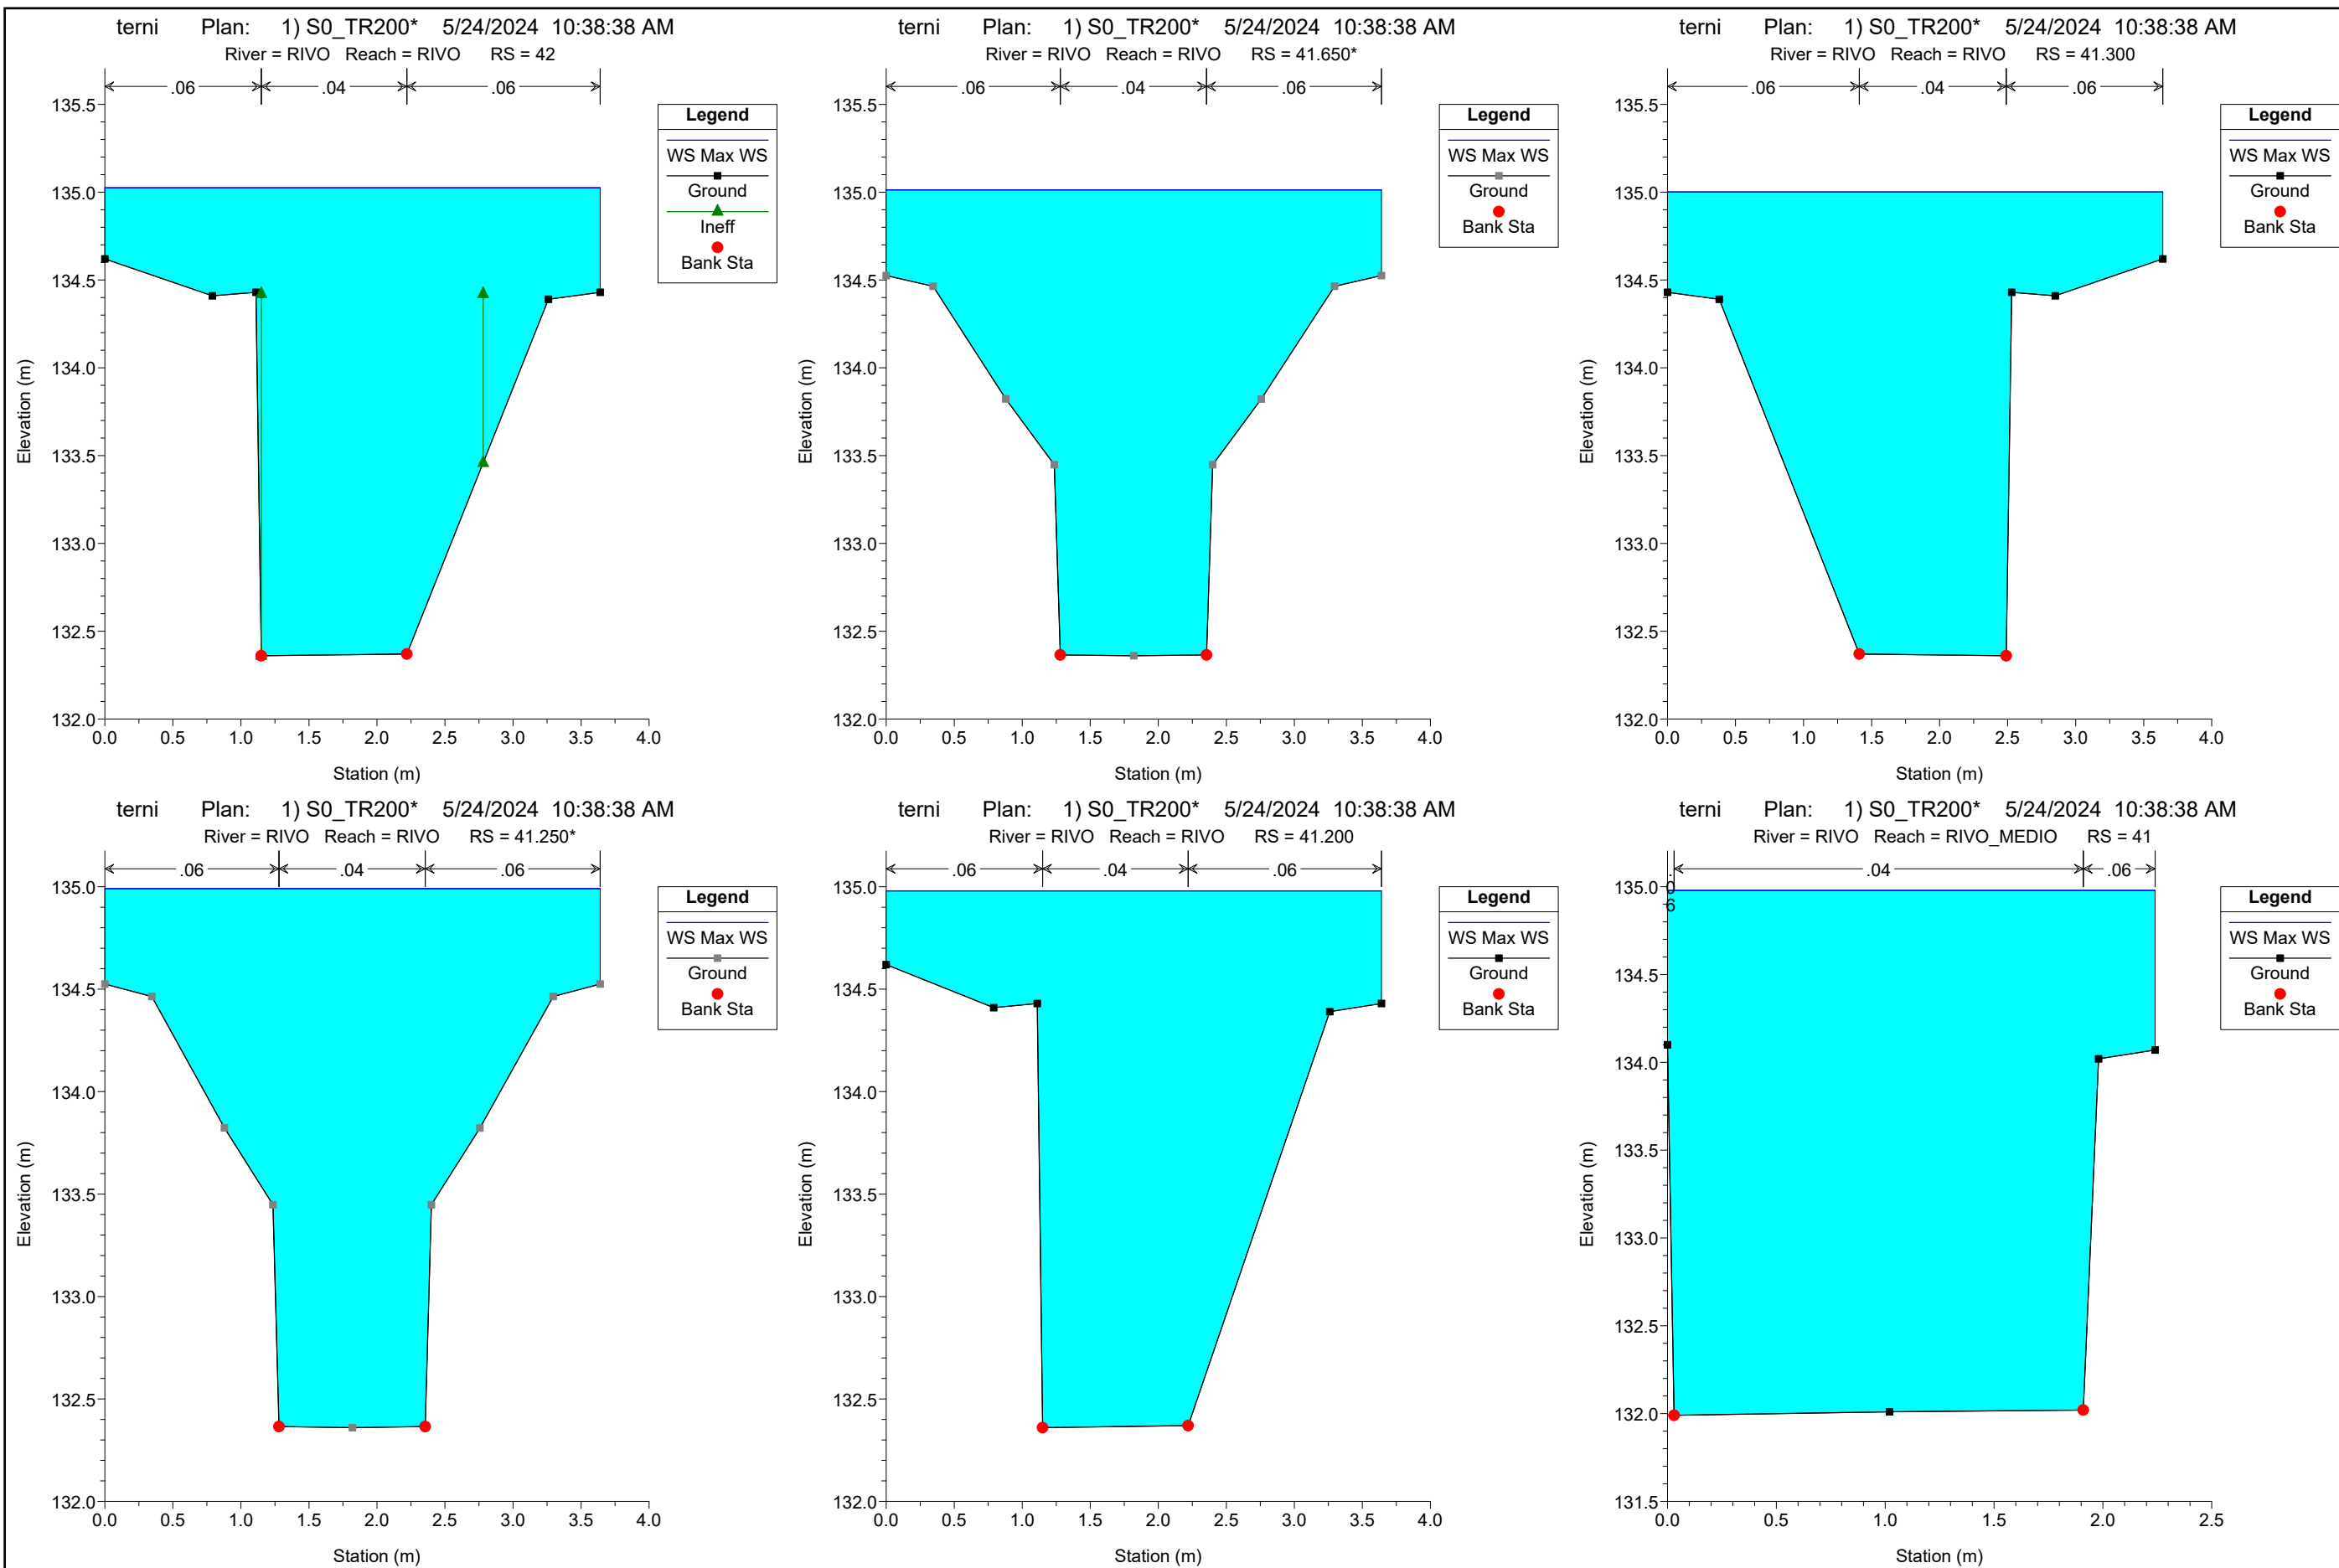 terni Plan: 1) S0_TR200* 5/24/2024 10:38:38 AM
River = RIVO Reach = RIVO RS = 42
.06 .04 .06
Legend
WS Max WS
Ground
Ineff
Bank Sta
135.5
135.0
134.5
134.0
133.5
133.0
132.5
132.0
Elevation (m)
0.0 0.5 1.0 1.5 2.0 2.5 3.0 3.5 4.0
Station (m)
terni Plan: 1) S0_TR200* 5/24/2024 10:38:38 AM
River = RIVO Reach = RIVO RS = 41.650*
.06 .04 .06
Legend
WS Max WS
Ground
Bank Sta
135.5
135.0
134.5
134.0
133.5
133.0
132.5
132.0
Elevation (m)
0.0 0.5 1.0 1.5 2.0 2.5 3.0 3.5 4.0
Station (m)
terni Plan: 1) S0_TR200* 5/24/2024 10:38:38 AM
River = RIVO Reach = RIVO RS = 41.300
.06 .04 .06
Legend
WS Max WS
Ground
Bank Sta
135.5
135.0
134.5
134.0
133.5
133.0
132.5
132.0
Elevation (m)
0.0 0.5 1.0 1.5 2.0 2.5 3.0 3.5 4.0
Station (m)
terni Plan: 1) S0_TR200* 5/24/2024 10:38:38 AM
River = RIVO Reach = RIVO RS = 41.250*
.06 .04 .06
Legend
WS Max WS
Ground
Bank Sta
135.0
134.5
134.0
133.5
133.0
132.5
132.0
Elevation (m)
0.0 0.5 1.0 1.5 2.0 2.5 3.0 3.5 4.0
Station (m)
terni Plan: 1) S0_TR200* 5/24/2024 10:38:38 AM
River = RIVO Reach = RIVO RS = 41.200
.06 .04 .06
Legend
WS Max WS
Ground
Bank Sta
135.0
134.5
134.0
133.5
133.0
132.5
132.0
Elevation (m)
0.0 0.5 1.0 1.5 2.0 2.5 3.0 3.5 4.0
Station (m)
terni Plan: 1) S0_TR200* 5/24/2024 10:38:38 AM
River = RIVO Reach = RIVO_MEDIO RS = 41
.06 .04 .06
Legend
WS Max WS
Ground
Bank Sta
135.0
134.5
134.0
133.5
133.0
132.5
132.0
131.5
Elevation (m)
0.0 0.5 1.0 1.5 2.0 2.5
Station (m)